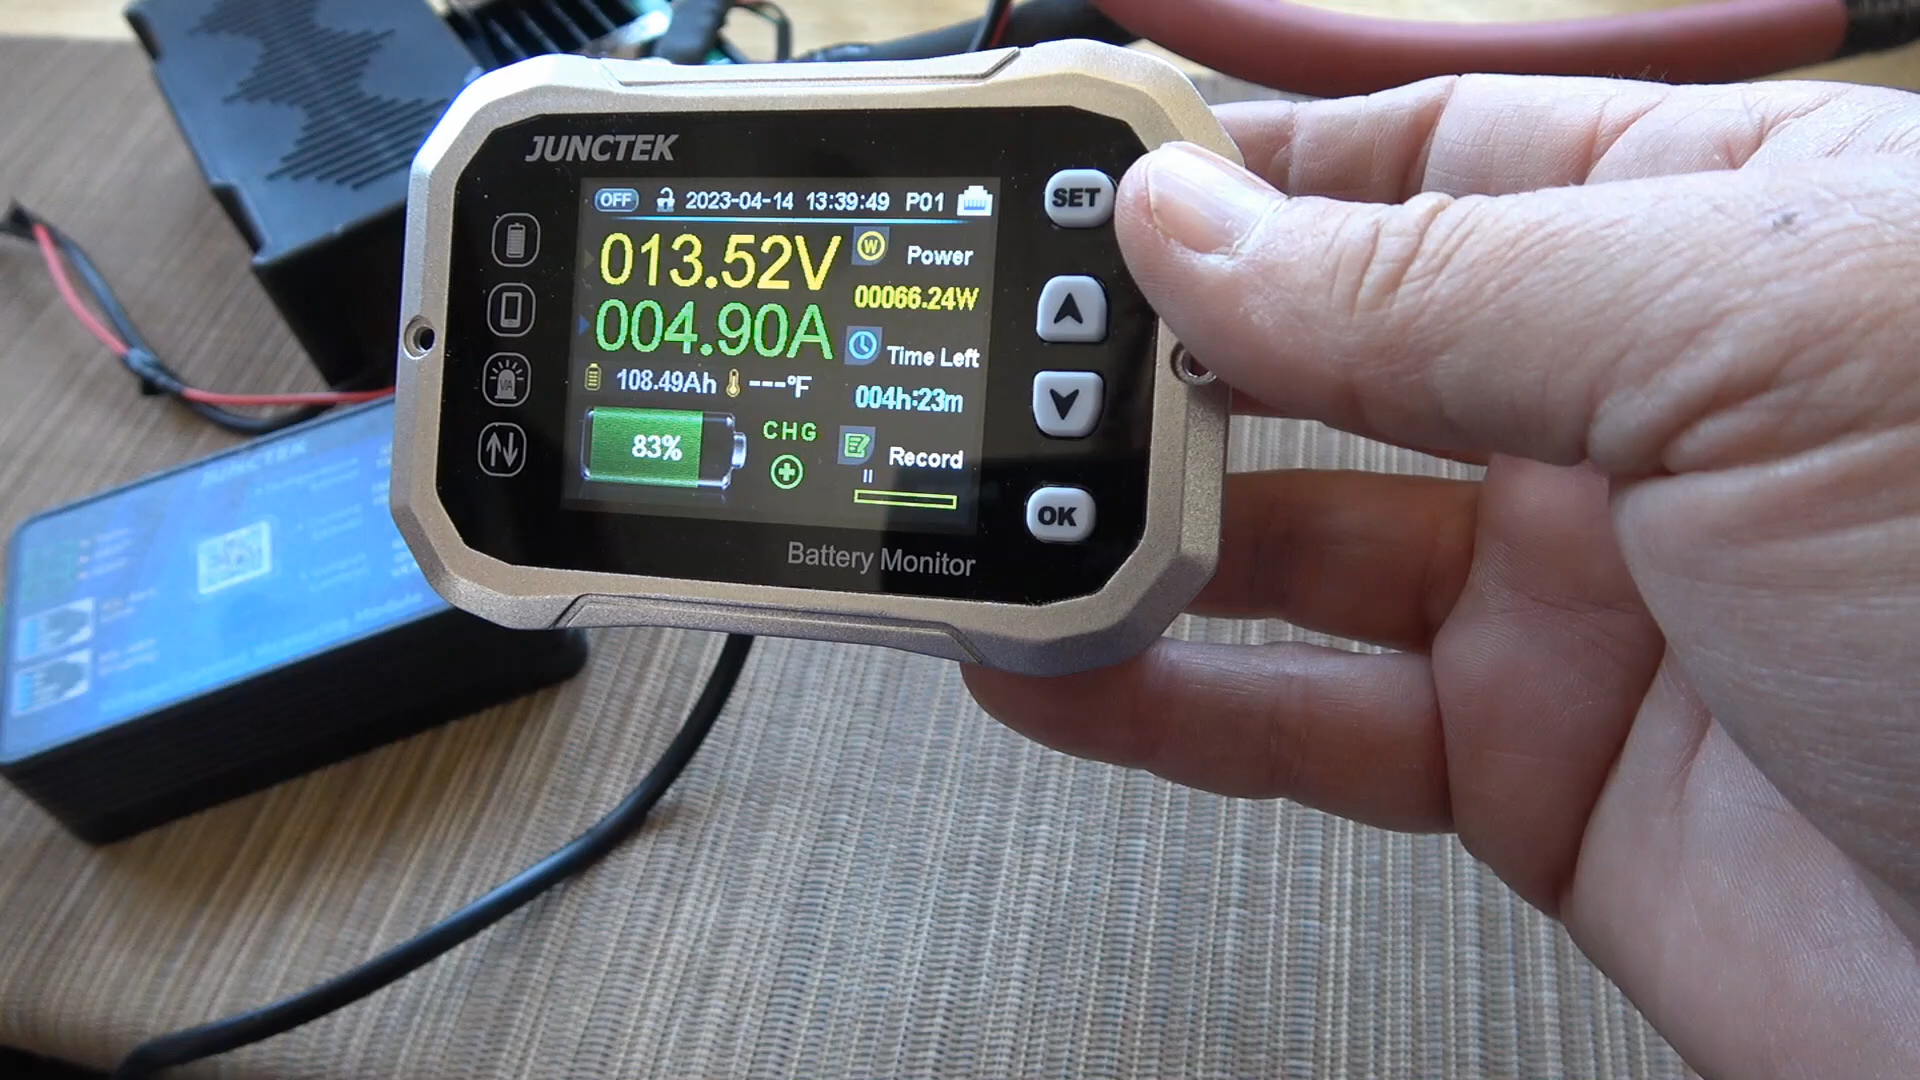 JUNCTEK
OFF 2023-04-14 13:39:49 P01
SET
013.52V
W Power
00066.24W
004.90A
Time Left
108.49Ah ---°F
004h:23m
83%
CHG
Record
OK
Battery Monitor
JUNCTEK